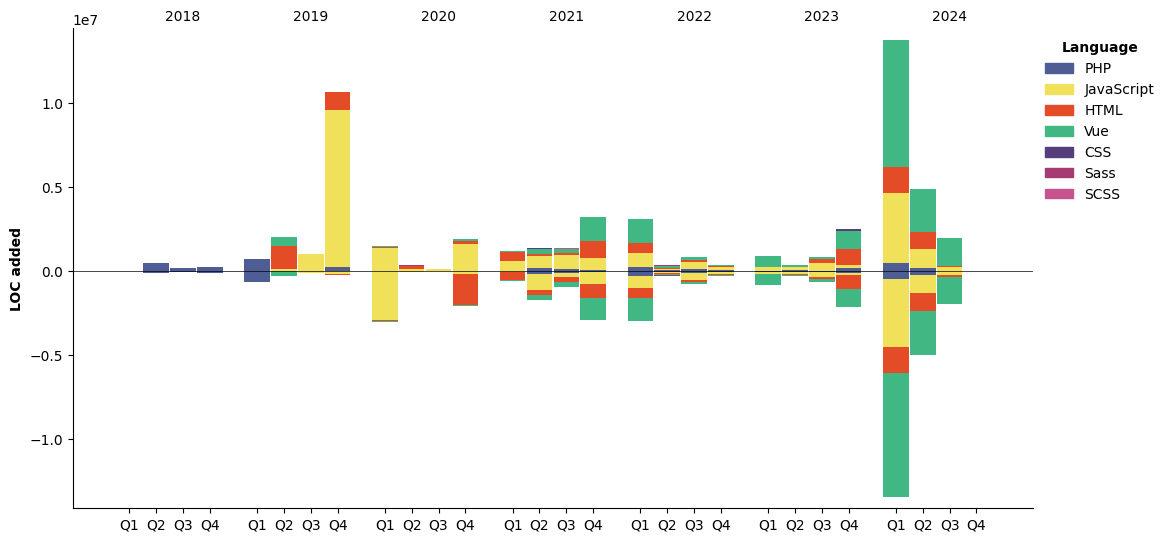 1e7
2018 2019 2020 2021 2022 2023 2024
Language
PHP
JavaScript
HTML
Vue
CSS
Sass
SCSS
LOC added
1.0
0.5
0.0
−0.5
−1.0
Q1 Q2 Q3 Q4 Q1 Q2 Q3 Q4 Q1 Q2 Q3 Q4 Q1 Q2 Q3 Q4 Q1 Q2 Q3 Q4 Q1 Q2 Q3 Q4 Q1 Q2 Q3 Q4